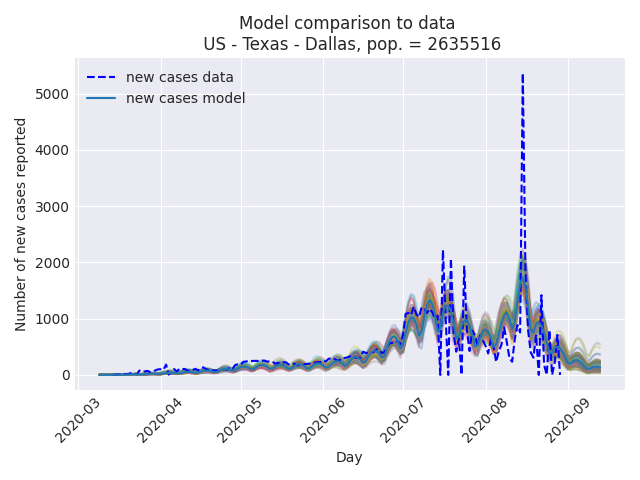 Model comparison to data
US - Texas - Dallas, pop. = 2635516
new cases data
new cases model
Number of new cases reported
5000
4000
3000
2000
1000
0
2020-03
2020-04
2020-05
2020-06
2020-07
2020-08
2020-09
Day